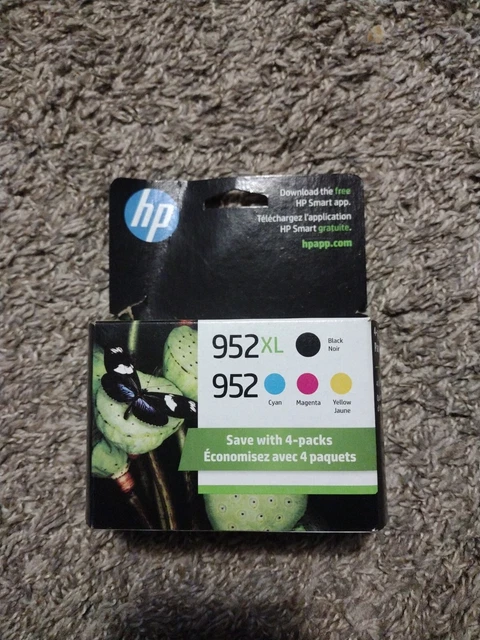 hp
Download the free
HP Smart app.
Téléchargez l'application
HP Smart gratuite.
hpapp.com
952XL
Black
Noir
952
Cyan
Magenta
Yellow
Jaune
Save with 4-packs
Économisez avec 4 paquets